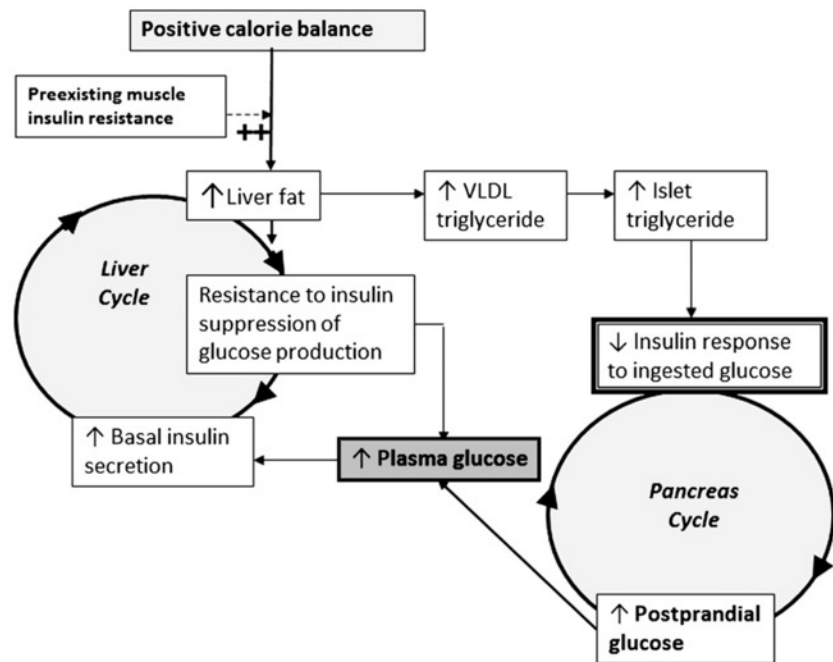 Positive calorie balance
Preexisting muscle
insulin resistance
++
↑ Liver fat
↑ VLDL
triglyceride
↑ Islet
triglyceride
Liver
Cycle
Resistance to insulin
suppression of
glucose production
↓ Insulin response
to ingested glucose
↑ Basal insulin
secretion
↑ Plasma glucose
Pancreas
Cycle
↑ Postprandial
glucose